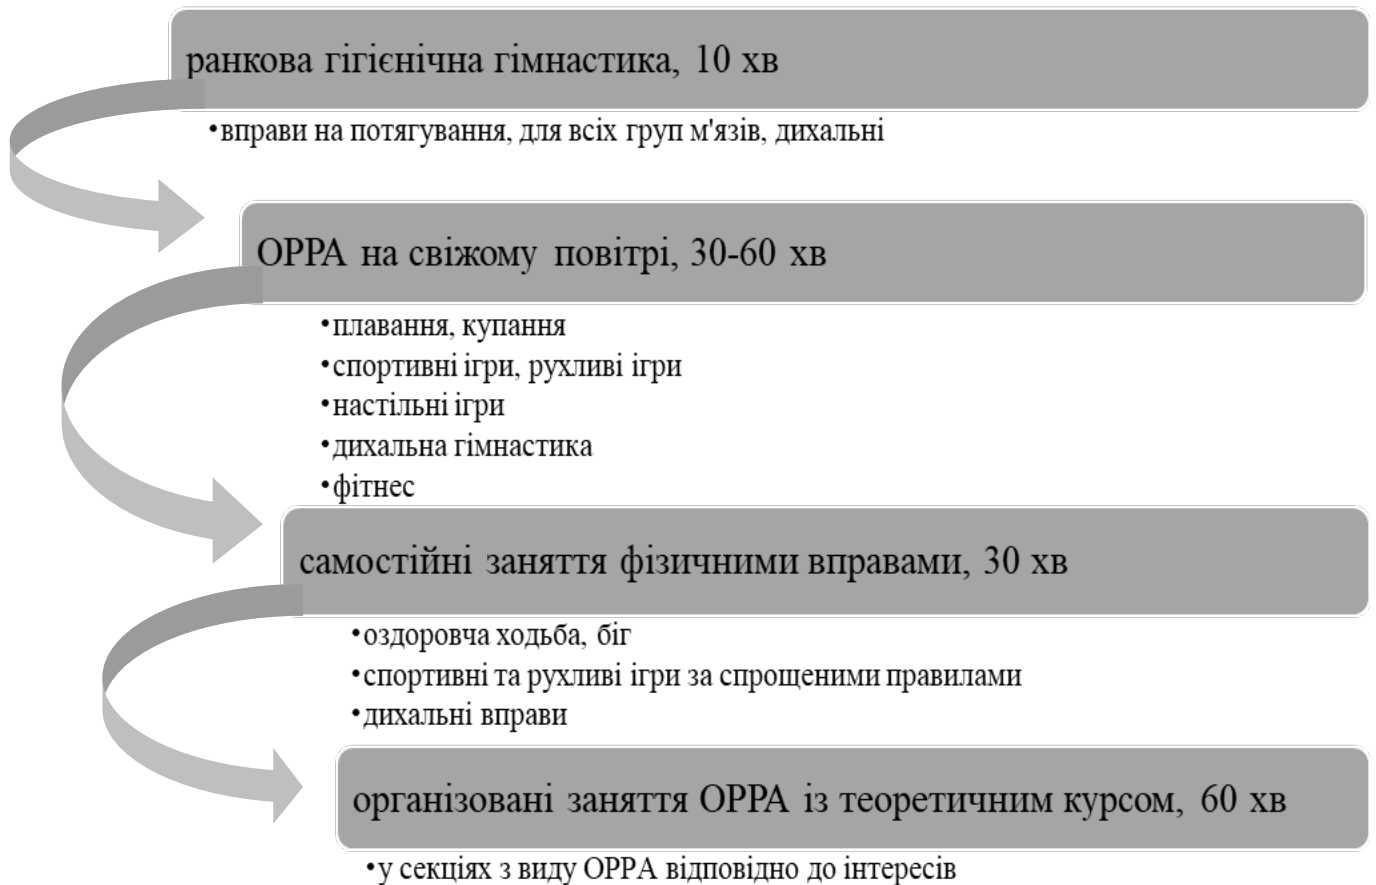 ранкова гігієнічна гімнастика, 10 хв
•вправи на потягування, для всіх груп м'язів, дихальні
ОРРА на свіжому повітрі, 30-60 хв
•плавання, купання
•спортивні ігри, рухливі ігри
•настільні ігри
•дихальна гімнастика
•фітнес
самостійні заняття фізичними вправами, 30 хв
•оздоровча ходьба, біг
•спортивні та рухливі ігри за спрощеними правилами
•дихальні вправи
організовані заняття ОРРА із теоретичним курсом, 60 хв
•у секціях з виду ОРРА відповідно до інтересів